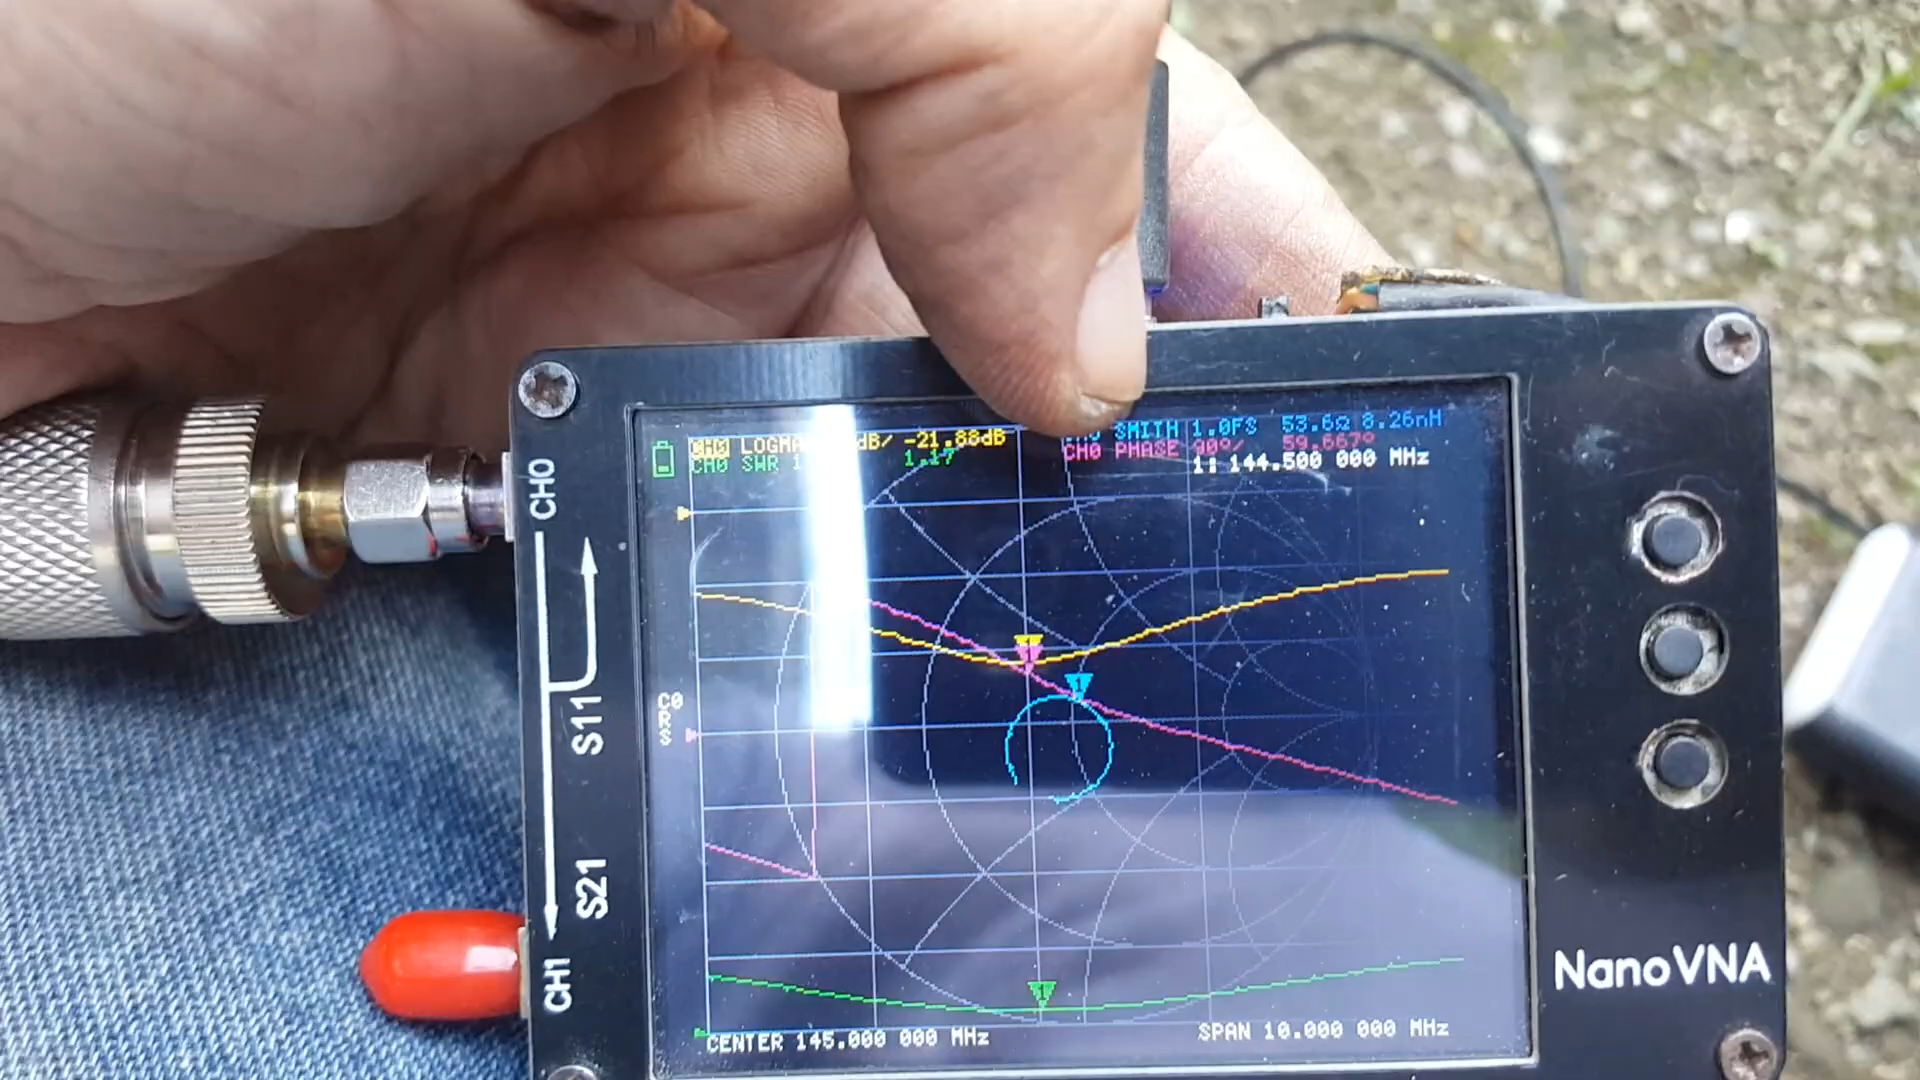 CH0 LOGMA dB/ -21.88dB
SMITH 1.0FS 53.6Ω 8.26nH
CH0 SWR 1 1.17
CH0 PHASE 90°/ 59.667°
1: 144.500 000 MHz
CH0
S11
C0
S21
CH1
NanoVNA
CENTER 145.000 000 MHz
SPAN 10.000 000 MHz